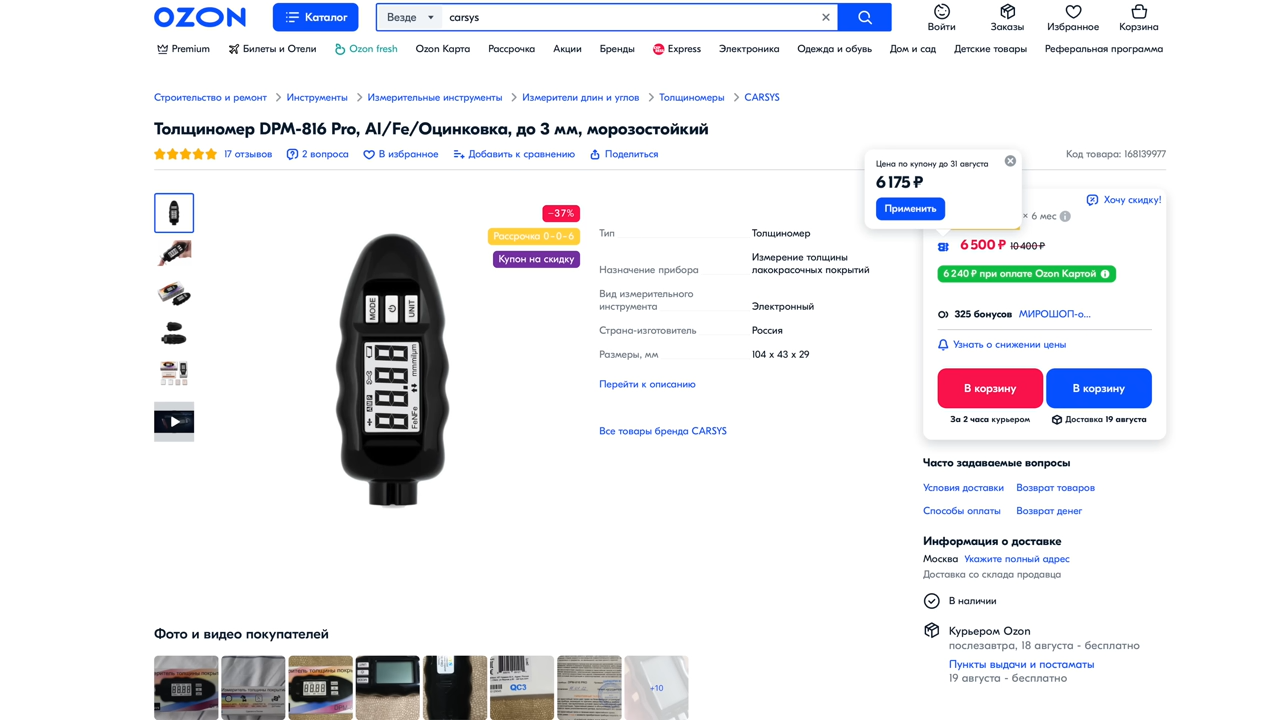 OZON
Каталог
Везде
carsys
Войти
Заказы
Избранное
Корзина
Premium
Билеты и Отели
Ozon fresh
Ozon Карта
Рассрочка
Акции
Бренды
Express
Электроника
Одежда и обувь
Дом и сад
Детские товары
Реферальная программа
Строительство и ремонт
Инструменты
Измерительные инструменты
Измерители длин и углов
Толщиномеры
CARSYS
Толщиномер DPM-816 Pro, Al/Fe/Оцинковка, до 3 мм, морозостойкий
17 отзывов
2 вопроса
В избранное
Добавить к сравнению
Поделиться
Код товара: 168139977
−37%
Рассрочка 0-0-6
Купон на скидку
MODE
UNIT
88.8.8
mm mil µm
FeNFe
Тип
Толщиномер
Назначение прибора
Измерение толщины
лакокрасочных покрытий
Вид измерительного
инструмента
Электронный
Страна-изготовитель
Россия
Размеры, мм
104 x 43 x 29
Перейти к описанию
Все товары бренда CARSYS
Цена по купону до 31 августа
6 175 ₽
Применить
Хочу скидку!
× 6 мес
6 500 ₽ 10 400 ₽
6 240 ₽ при оплате Ozon Картой
325 бонусов
МИРОШОП-о...
Узнать о снижении цены
В корзину
В корзину
За 2 часа курьером
Доставка 19 августа
Часто задаваемые вопросы
Условия доставки
Возврат товаров
Способы оплаты
Возврат денег
Информация о доставке
Москва Укажите полный адрес
Доставка со склада продавца
В наличии
Курьером Ozon
послезавтра, 18 августа - бесплатно
Пункты выдачи и постаматы
19 августа - бесплатно
Фото и видео покупателей
QC3
+10